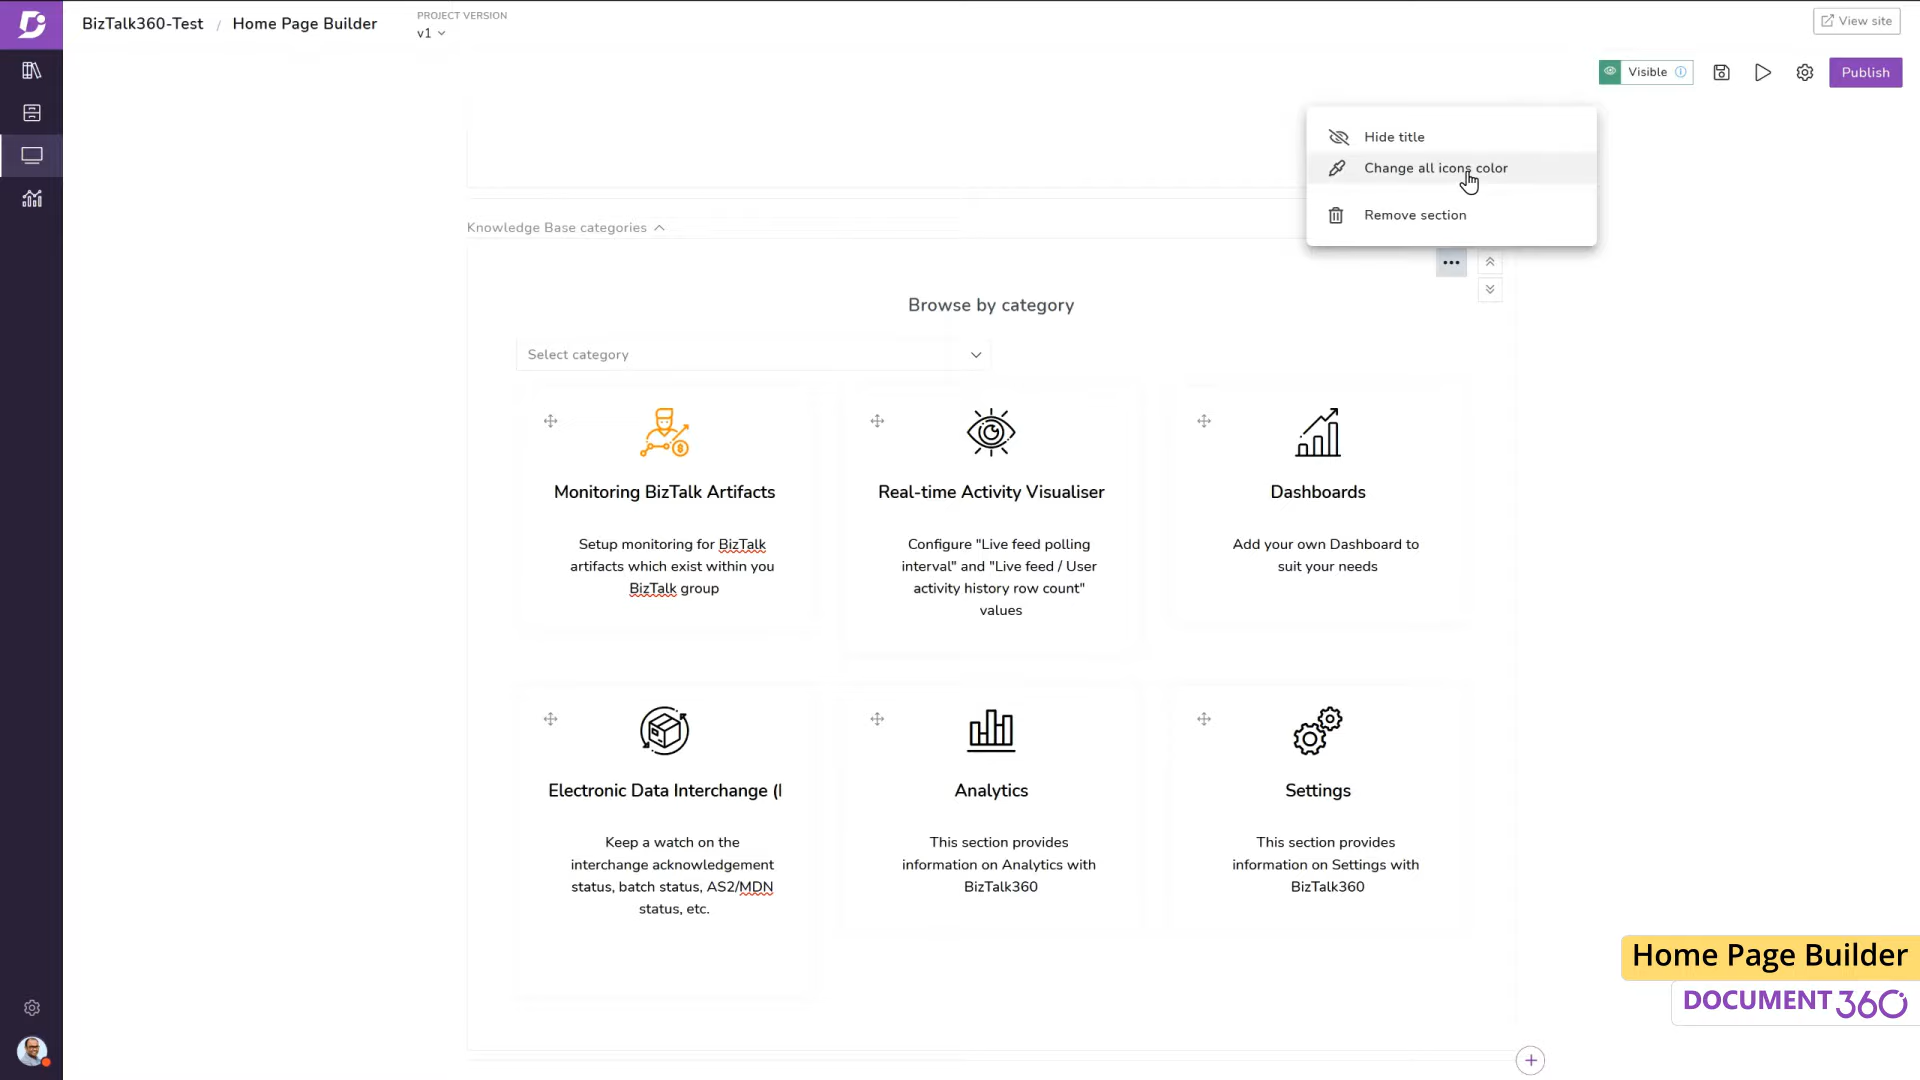 BizTalk360-Test / Home Page Builder
PROJECT VERSION
v1
View site
Visible
Publish
Hide title
Change all icons color
Remove section
Knowledge Base categories
Browse by category
Select category
Monitoring BizTalk Artifacts
Setup monitoring for BizTalk
artifacts which exist within you
BizTalk group
Real-time Activity Visualiser
Configure "Live feed polling
interval" and "Live feed / User
activity history row count"
values
Dashboards
Add your own Dashboard to
suit your needs
Electronic Data Interchange (
Keep a watch on the
interchange acknowledgement
status, batch status, AS2/MDN
status, etc.
Analytics
This section provides
information on Analytics with
BizTalk360
Settings
This section provides
information on Settings with
BizTalk360
Home Page Builder
DOCUMENT360